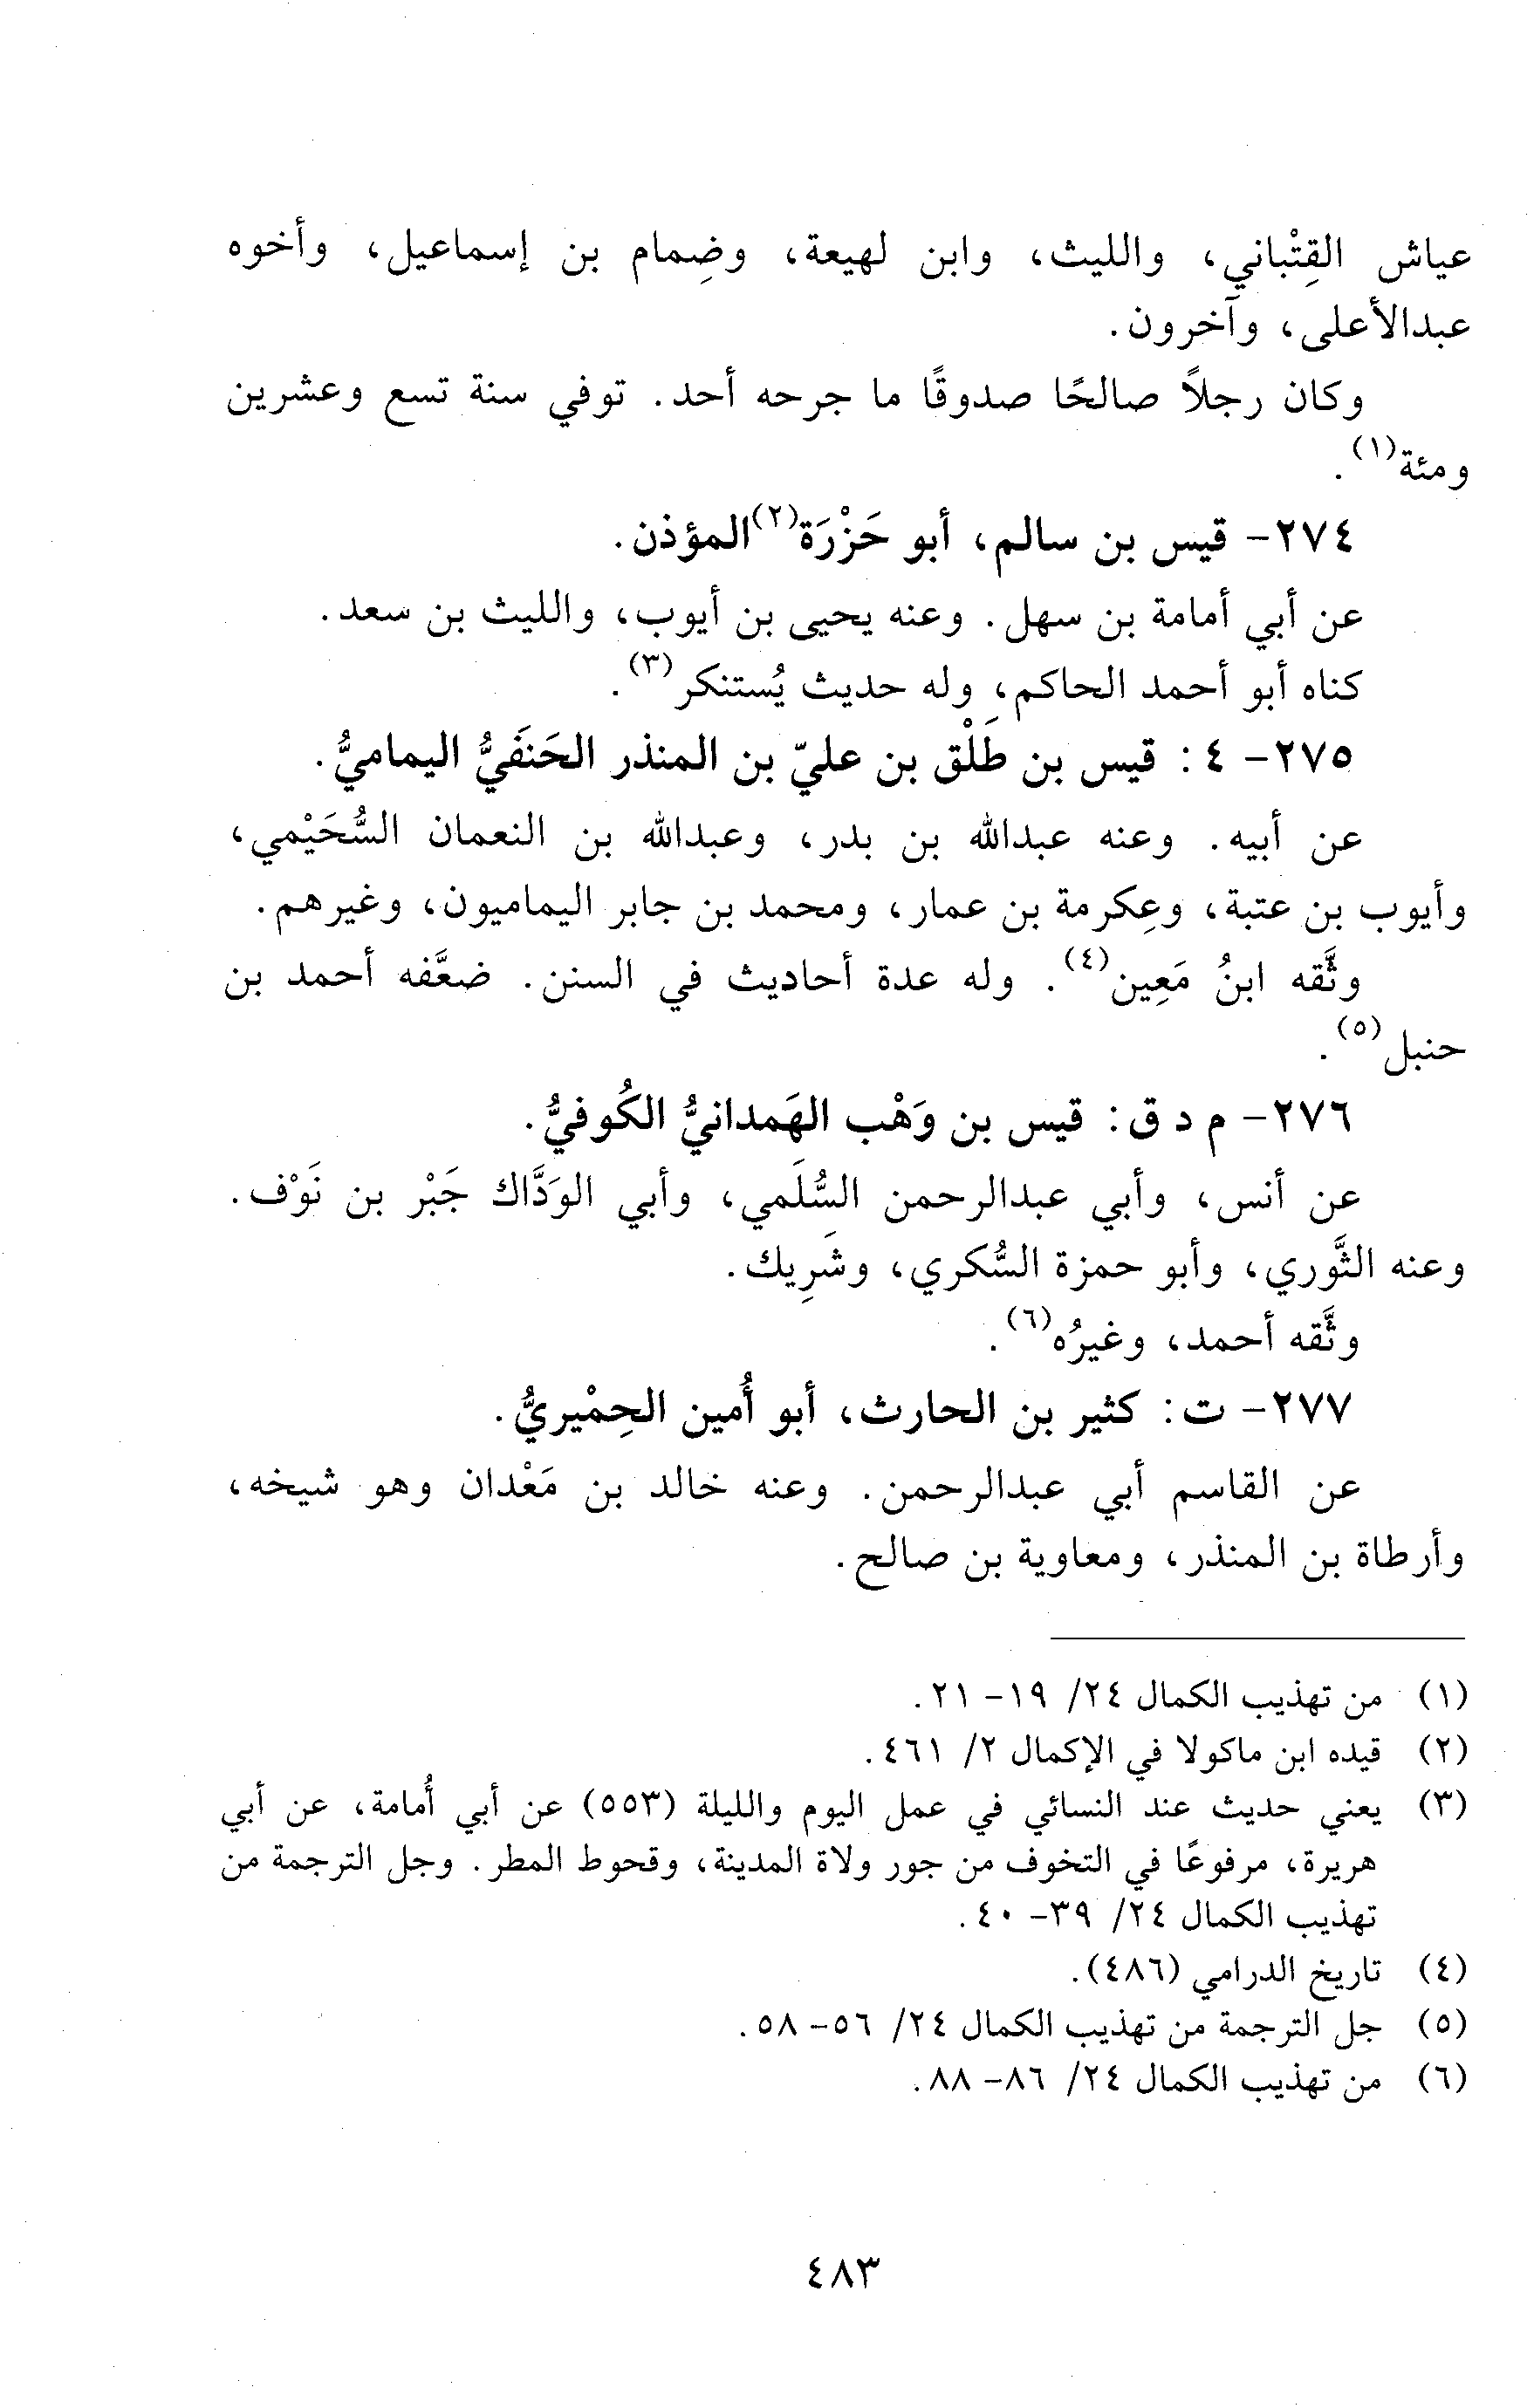 عياش القِتْباني، والليث، وابن لهيعة، وضِمام بن إسماعيل، وأخوه
عبدالأعلى، وآخرون.
وكان رجلاً صالحًا صدوقًا ما جرحه أحد. توفي سنة تسع وعشرين
ومئة(١).
٢٧٤- قيس بن سالم، أبو حَزْرَة(٢) المؤذن.
عن أبي أمامة بن سهل. وعنه يحيى بن أيوب، والليث بن سعد.
كناه أبو أحمد الحاكم، وله حديث يُستنكر(٣).
٢٧٥- ٤: قيس بن طَلْق بن عليّ بن المنذر الحَنَفيُّ اليماميُّ.
عن أبيه. وعنه عبدالله بن بدر، وعبدالله بن النعمان السُّحَيْمي،
وأيوب بن عتبة، وعِكرمة بن عمار، ومحمد بن جابر اليماميون، وغيرهم.
وثَّقه ابنُ مَعِين(٤). وله عدة أحاديث في السنن. ضعَّفه أحمد بن
حنبل(٥).
٢٧٦- م د ق: قيس بن وَهْب الهَمدانيُّ الكُوفيُّ.
عن أنس، وأبي عبدالرحمن السُّلَمي، وأبي الوَدَّاك جَبْر بن نَوْف.
وعنه الثَّوري، وأبو حمزة السُّكري، وشَرِيك.
وثَّقه أحمد، وغيرُه(٦).
٢٧٧- ت: كثير بن الحارث، أبو أُمين الحِمْيريُّ.
عن القاسم أبي عبدالرحمن. وعنه خالد بن مَعْدان وهو شيخه،
وأرطاة بن المنذر، ومعاوية بن صالح.
(١) من تهذيب الكمال ٢٤/ ١٩- ٢١.
(٢) قيده ابن ماكولا في الإكمال ٢/ ٤٦١.
(٣) يعني حديث عند النسائي في عمل اليوم والليلة (٥٥٣) عن أبي أُمامة، عن أبي
هريرة، مرفوعًا في التخوف من جور ولاة المدينة، وقحوط المطر. وجل الترجمة من
تهذيب الكمال ٢٤/ ٣٩- ٤٠.
(٤) تاريخ الدرامي (٤٨٦).
(٥) جل الترجمة من تهذيب الكمال ٢٤/ ٥٦- ٥٨.
(٦) من تهذيب الكمال ٢٤/ ٨٦- ٨٨.
٤٨٣